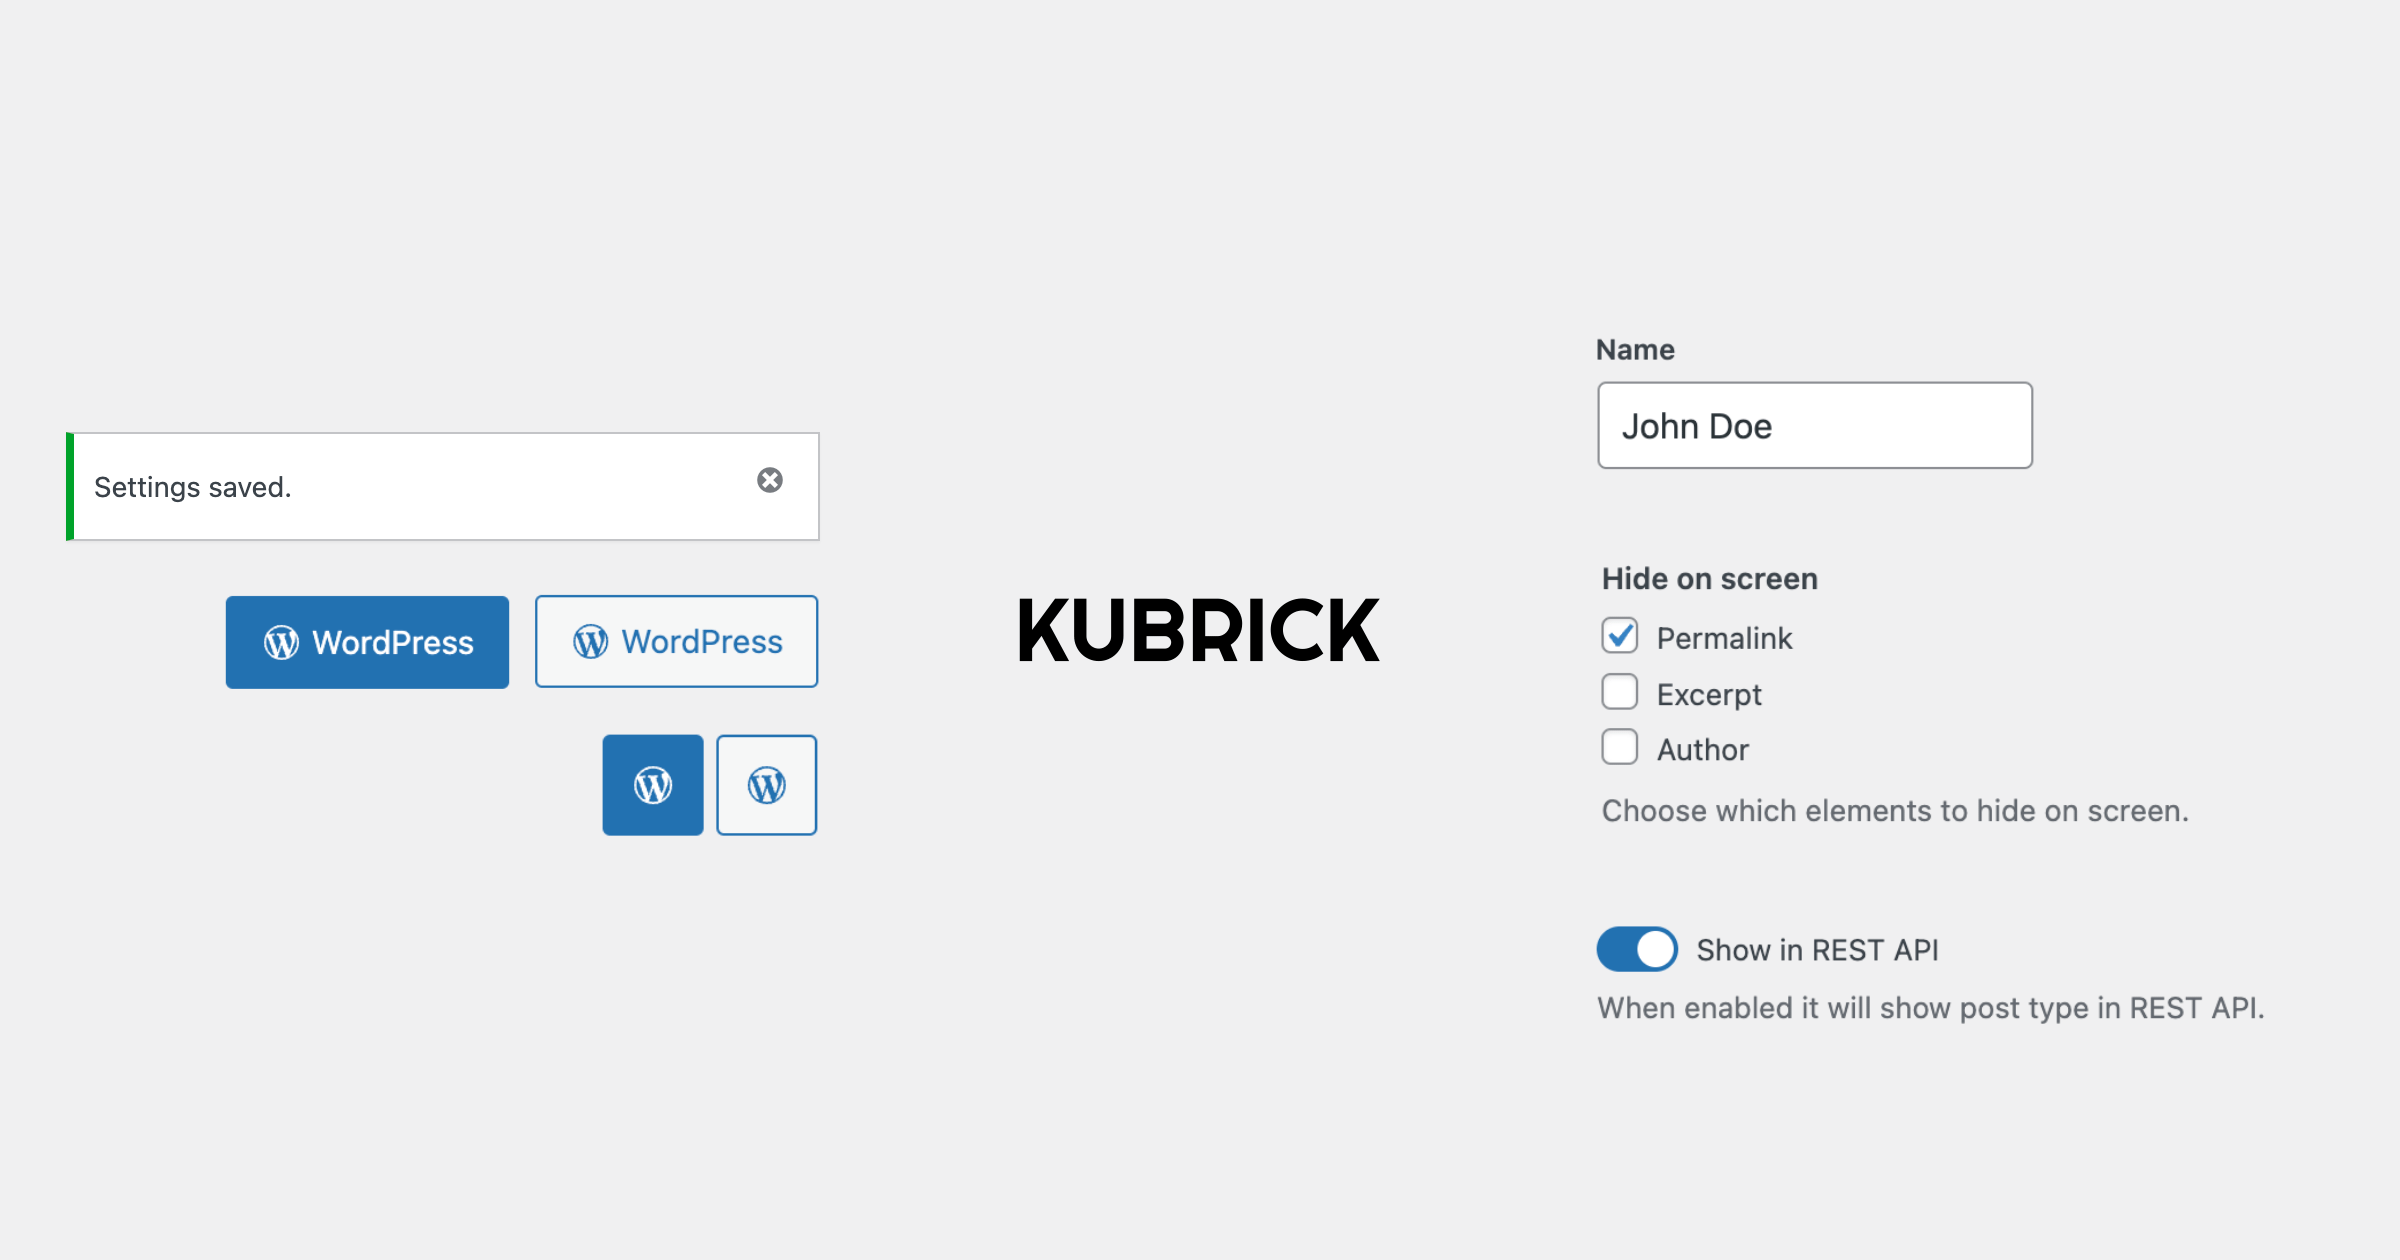 Settings saved.
WordPress
WordPress
KUBRICK
Name
John Doe
Hide on screen
Permalink
Excerpt
Author
Choose which elements to hide on screen.
Show in REST API
When enabled it will show post type in REST API.